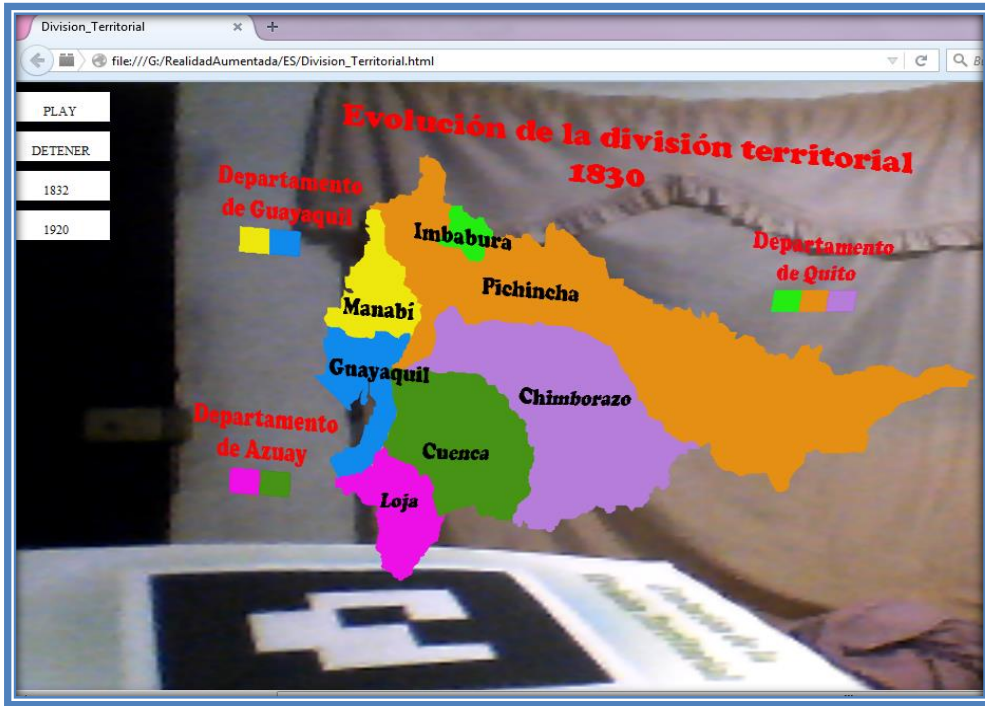 Division_Territorial
file:///G:/RealidadAumentada/ES/Division_Territorial.html
PLAY
DETENER
1832
1920
Evolución de la división territorial
1830
Departamento
de Guayaquil
Departamento
de Quito
Departamento
de Azuay
Imbabura
Pichincha
Manabí
Guayaquil
Chimborazo
Cuenca
Loja